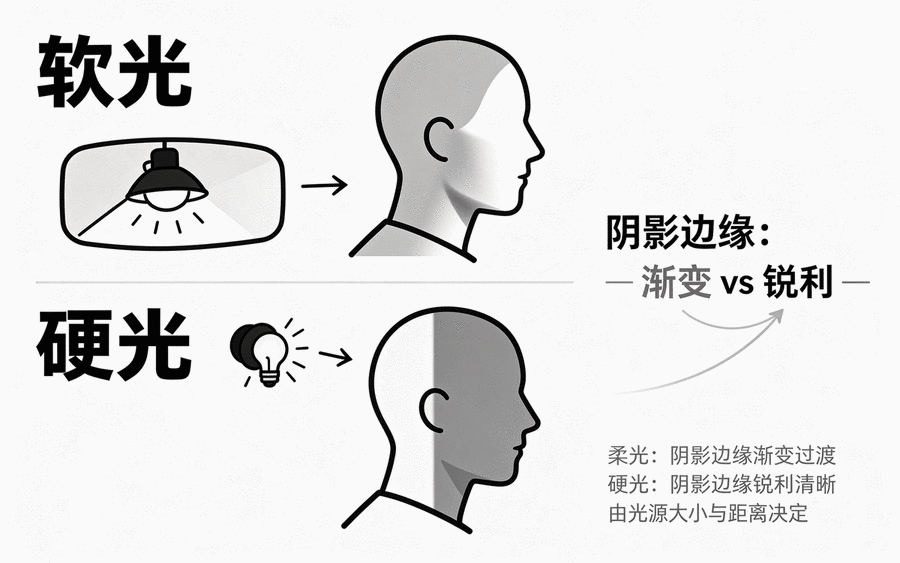 软光
硬光
阴影边缘：
渐变 vs 锐利
柔光：阴影边缘渐变过渡
硬光：阴影边缘锐利清晰
由光源大小与距离决定